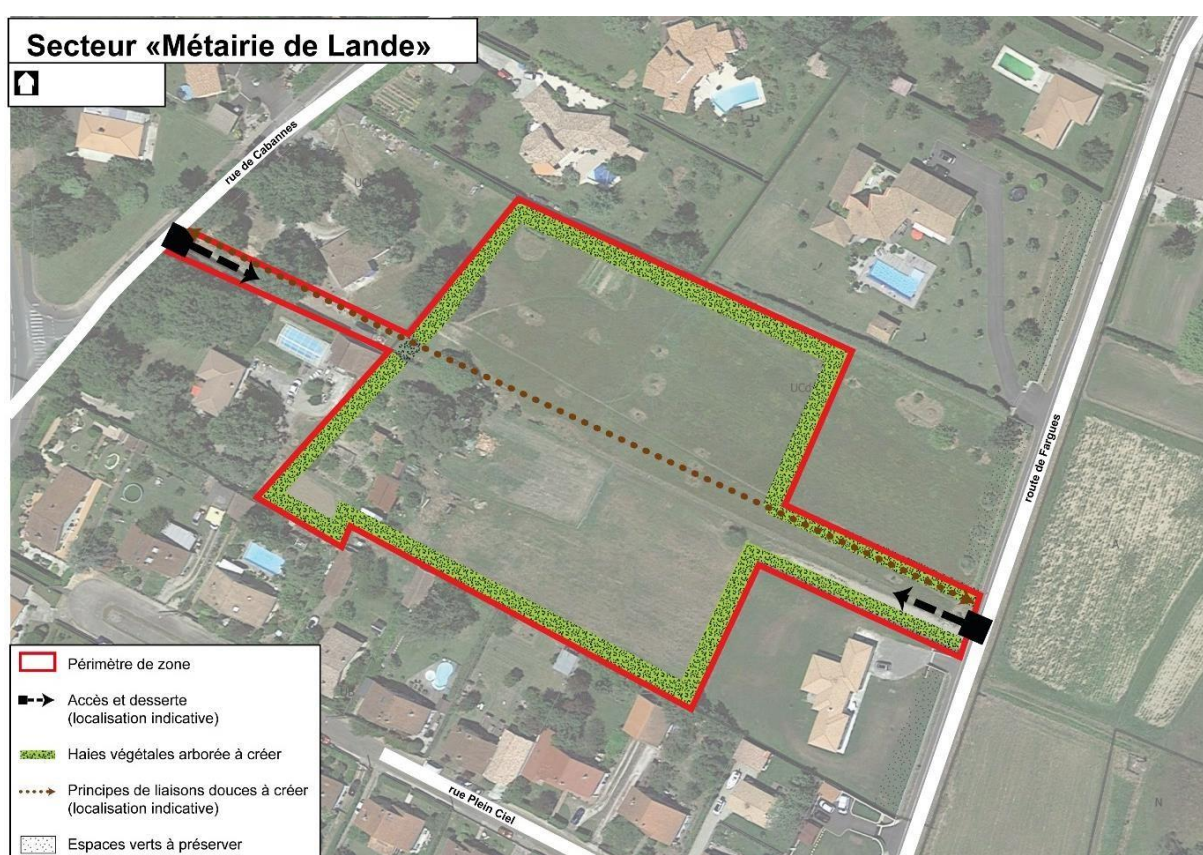 Secteur «Métairie de Lande»
rue de Cabannes
UCd
route de Fargues
rue Plein Ciel
N
Périmètre de zone
Accès et desserte
(localisation indicative)
Haies végétales arborée à créer
Principes de liaisons douces à créer
(localisation indicative)
Espaces verts à préserver